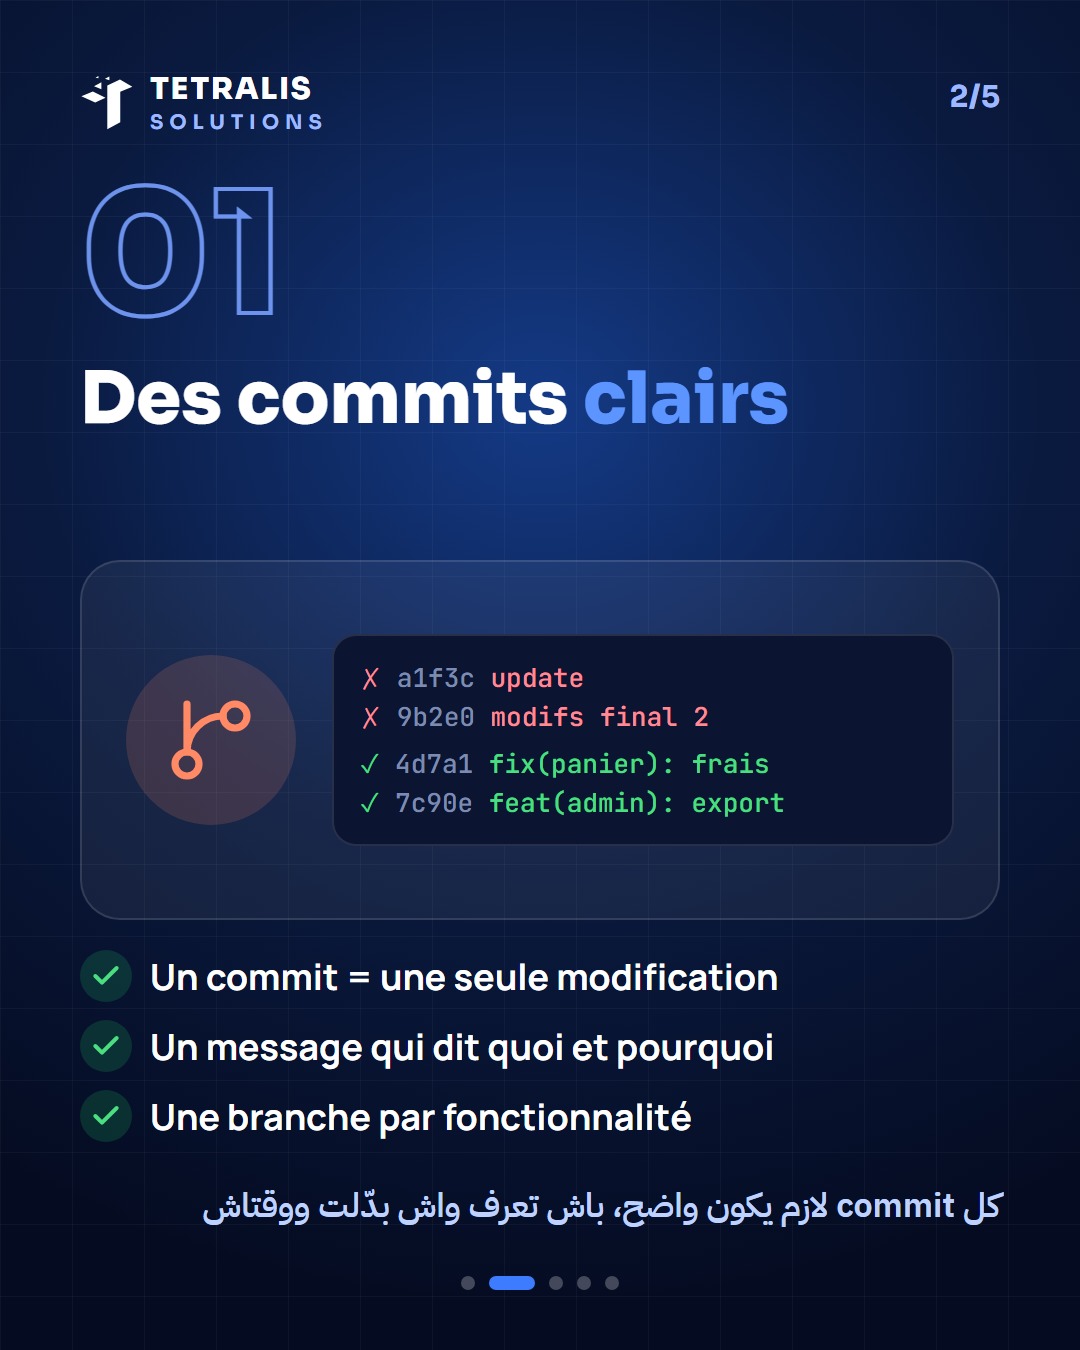 TETRALIS
SOLUTIONS
2/5
01
Des commits clairs
✗ a1f3c update
✗ 9b2e0 modifs final 2
✓ 4d7a1 fix(panier): frais
✓ 7c90e feat(admin): export
Un commit = une seule modification
Un message qui dit quoi et pourquoi
Une branche par fonctionnalité
كل commit لازم يكون واضح، باش تعرف واش بدّلت ووقتاش